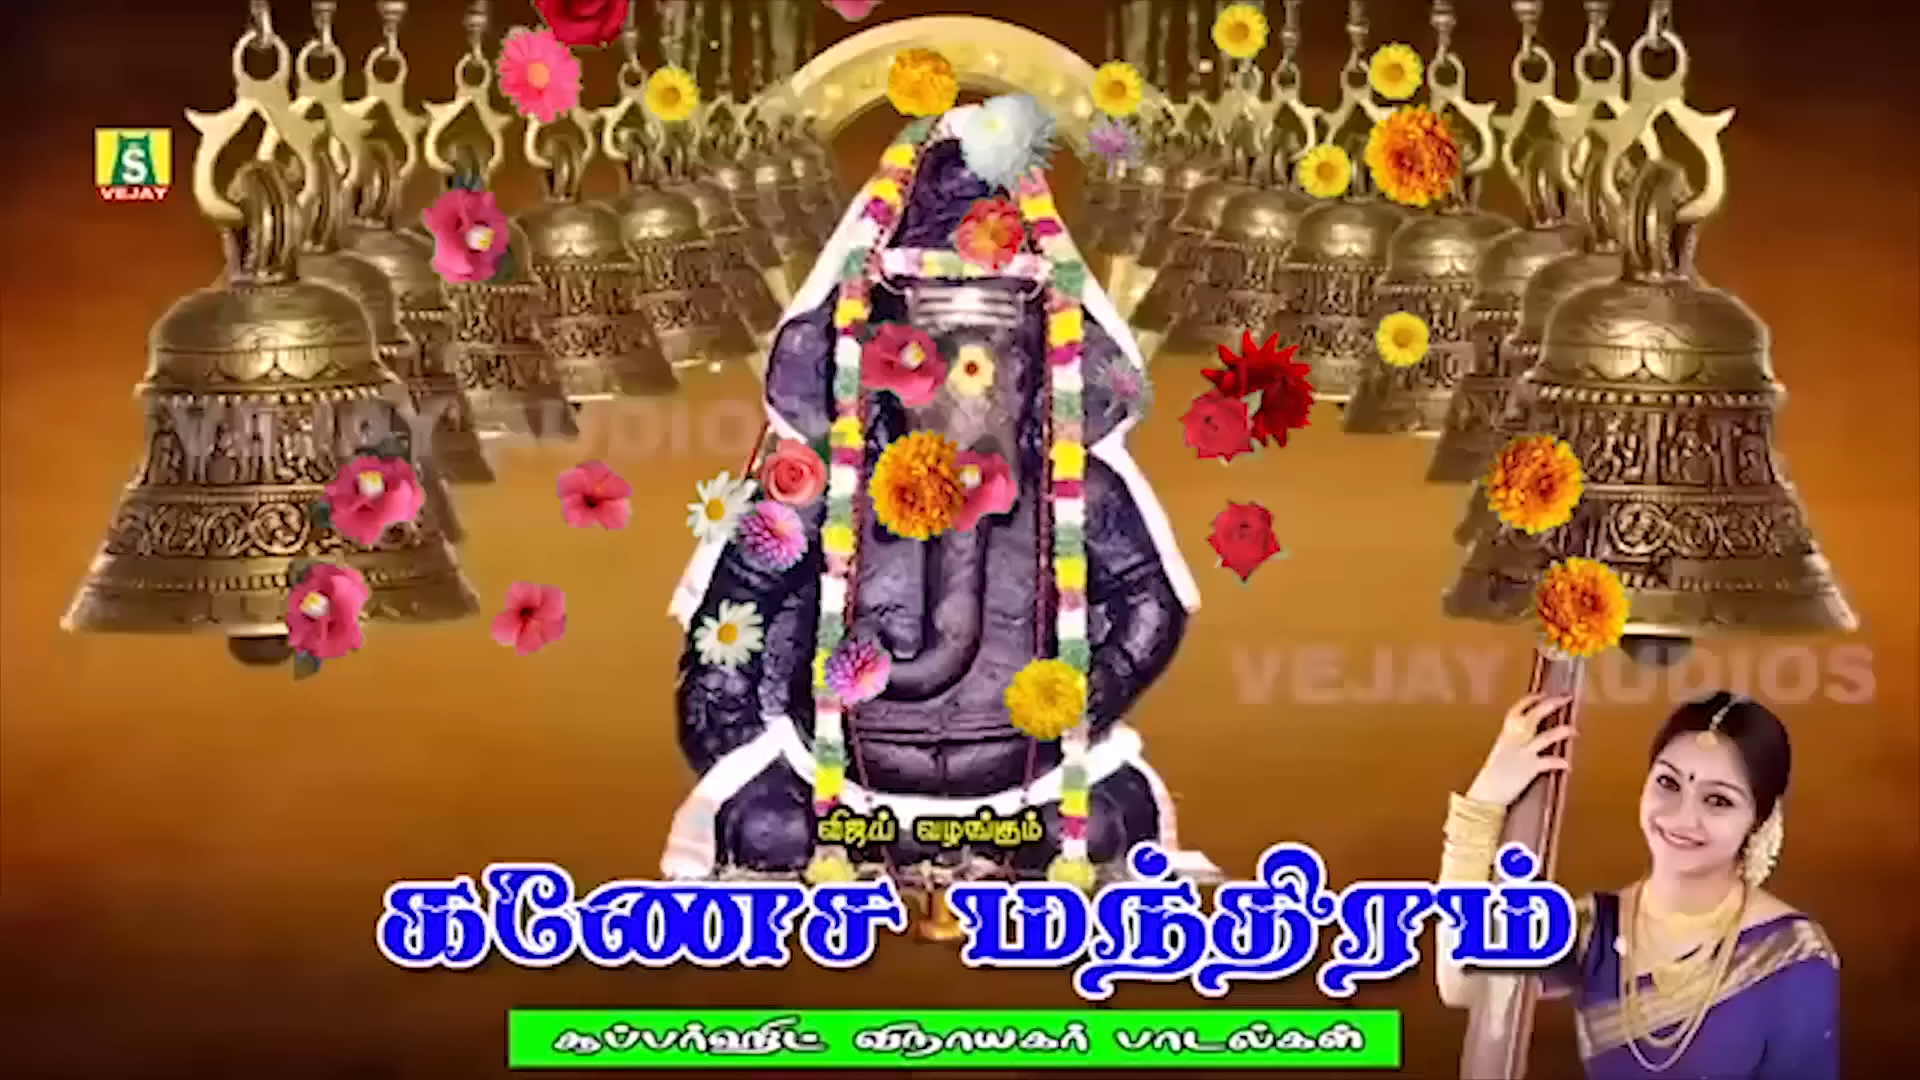 S
VEJAY
VEJAY AUDIOS
VEJAY AUDIOS
விஜய் வழங்கும்
கணேச மந்திரம்
சூப்பர்ஹிட் விநாயகர் பாடல்கள்